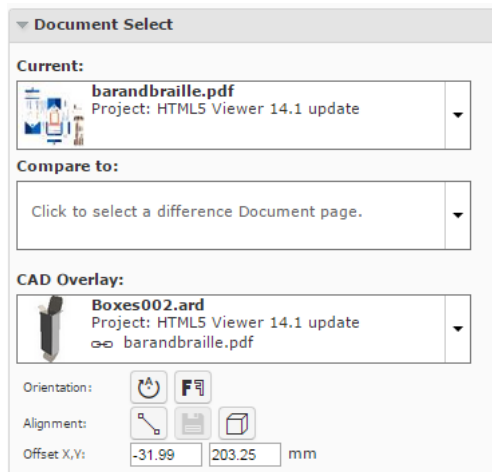 Document Select
Current:
barandbraille.pdf
Project: HTML5 Viewer 14.1 update
Compare to:
Click to select a difference Document page.
CAD Overlay:
Boxes002.ard
Project: HTML5 Viewer 14.1 update
barandbraille.pdf
Orientation:
Alignment:
Offset X,Y: -31.99 203.25 mm